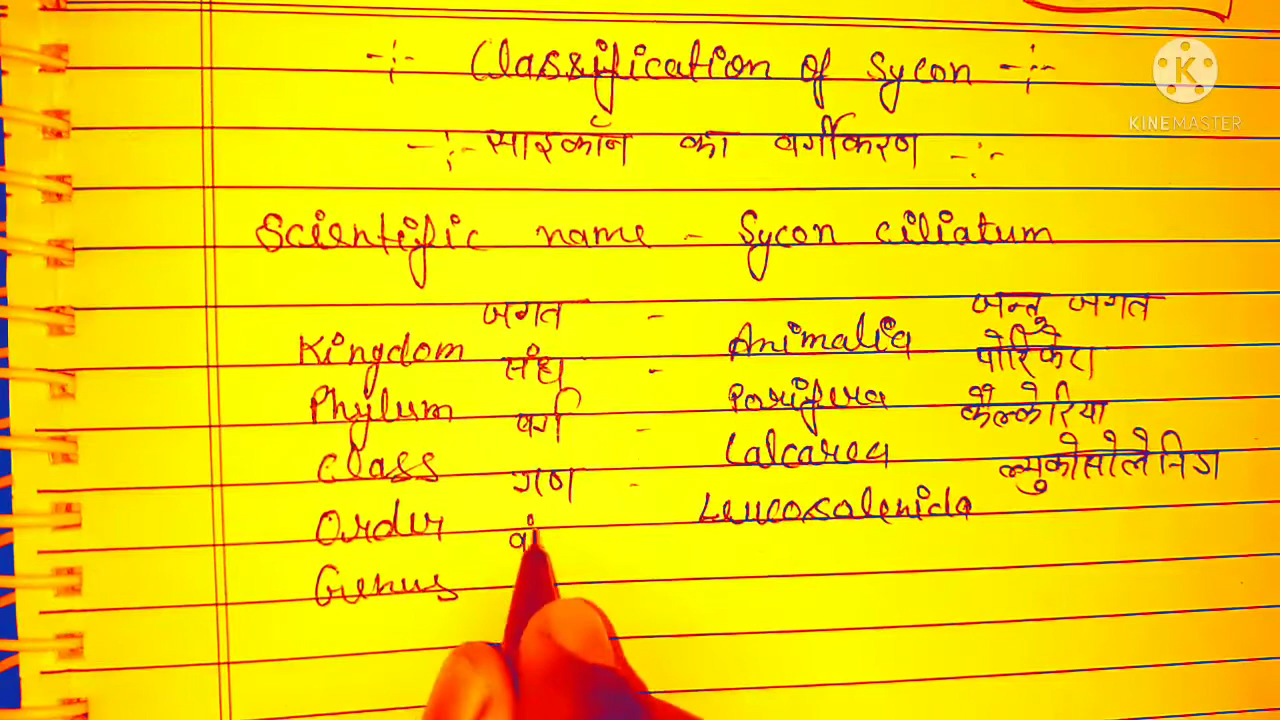 Classification of Sycon
KINEMASTER
साइकॉन का वर्गीकरण
Scientific name - Sycon ciliatum
Kingdom जगत - Animalia जन्तु जगत
Phylum संघ - Porifera पोरिफेरा
Class वर्ग - Calcarea कैल्केरिया
Order गण - Leucosolenida ल्युकोसोलेनिडा
Genus वं